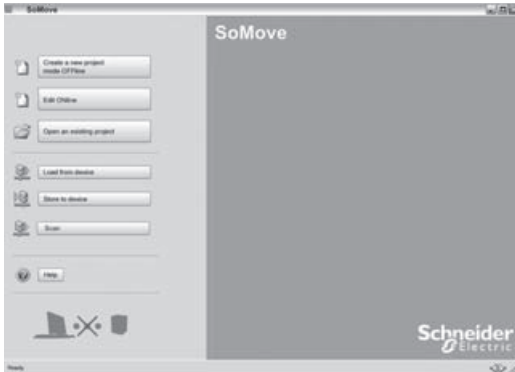 SoMove
SoMove
Create a new project
mode OFFline
Edit ONline
Open an existing project
Load from device
Store to device
Scan
Help
Schneider
Electric
Ready